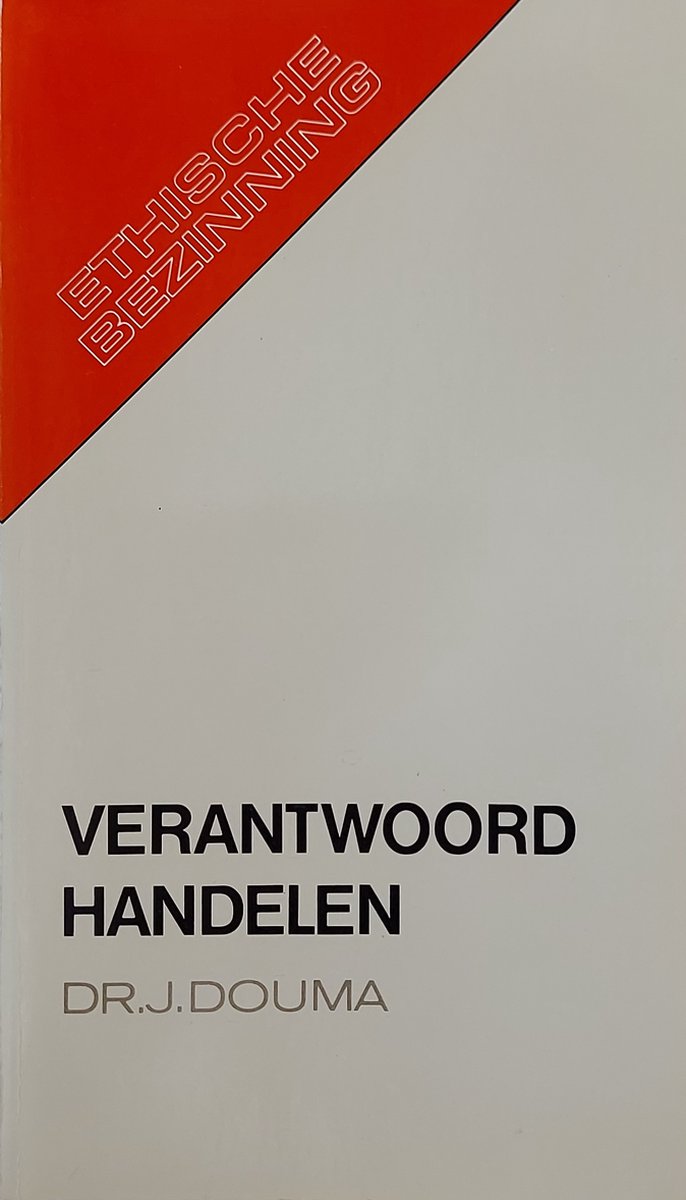 ETHISCHE
BEZINNING
VERANTWOORD
HANDELEN
DR.J.DOUMA